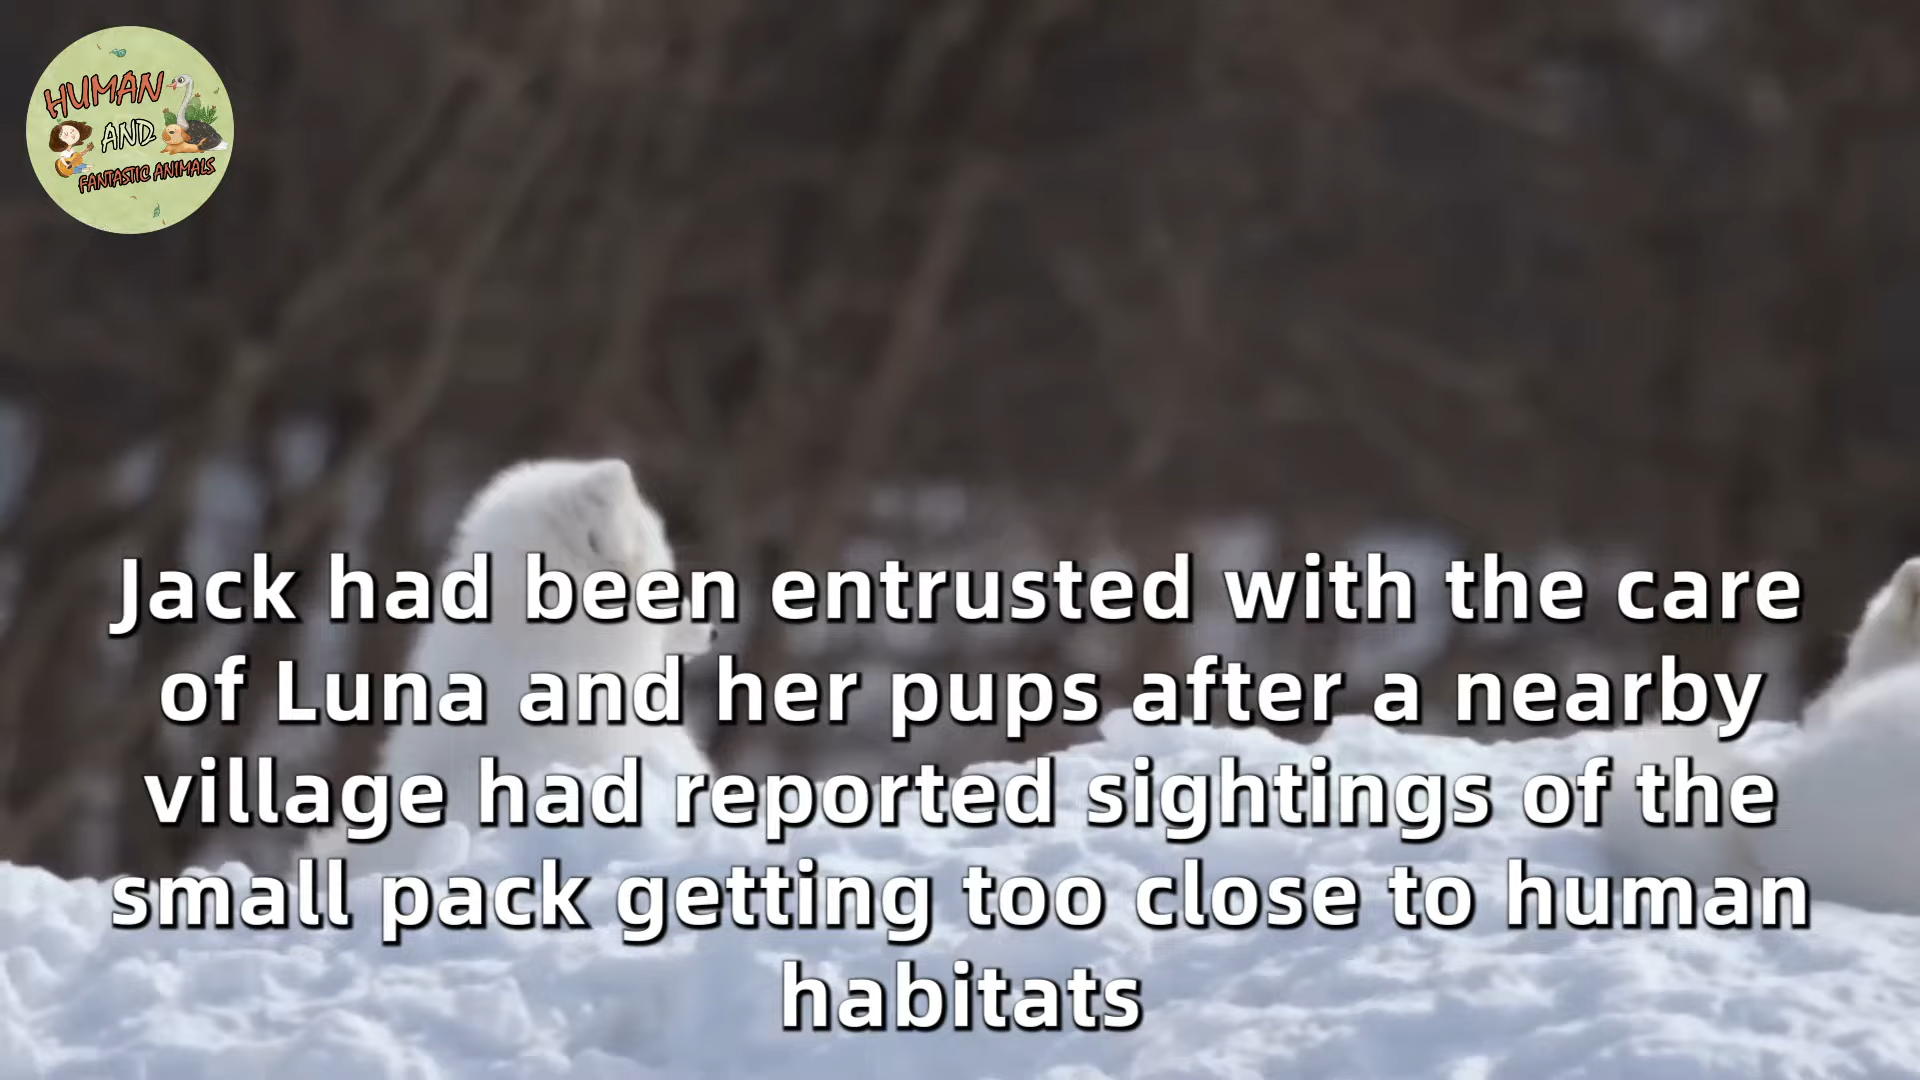 HUMAN
AND
FANTASTIC ANIMALS
Jack had been entrusted with the care
of Luna and her pups after a nearby
village had reported sightings of the
small pack getting too close to human
habitats